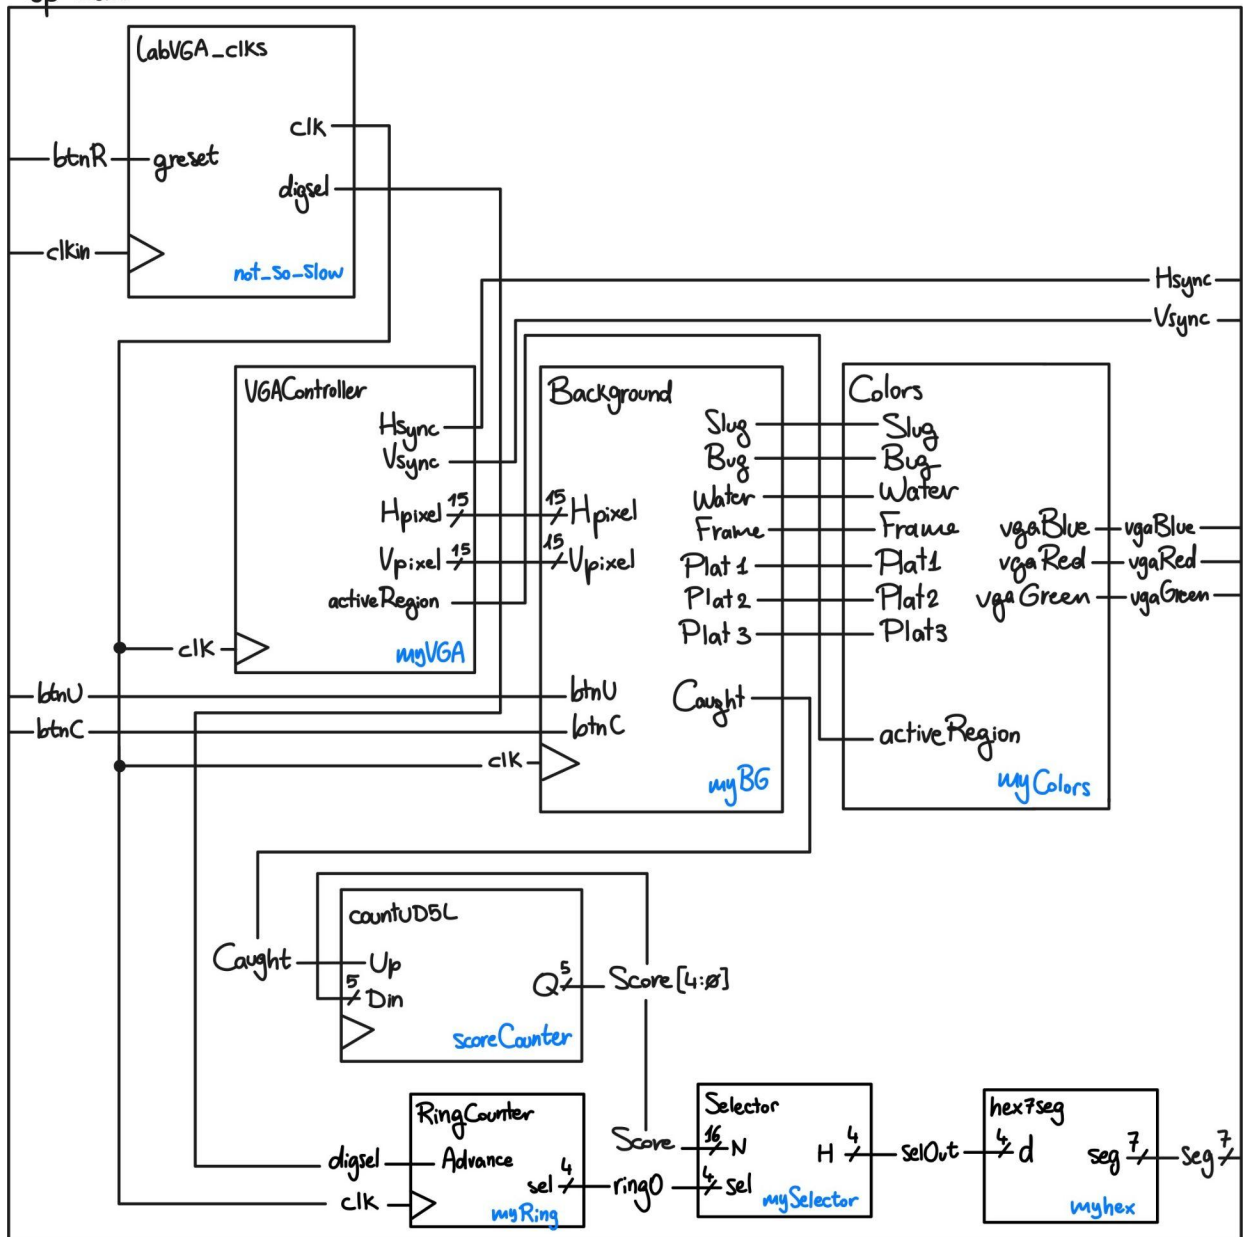 labVGA_clks
clk
btnR
greset
digsel
clkin
not_so_slow
Hsync
Vsync
VGAController
Hsync
Vsync
15
Hpixel
15
Vpixel
activeRegion
clk
myVGA
Background
Slug
Bug
Water
Frame
Plat1
Plat2
Plat3
15
Hpixel
15
Vpixel
btnU
btnU
btnC
btnC
Caught
clk
myBG
Colors
Slug
Bug
Water
Frame
Plat1
Plat2
Plat3
vgaBlue
vgaBlue
vgaRed
vgaRed
vgaGreen
vgaGreen
activeRegion
myColors
countUD5L
Caught
Up
5
Din
Q
5
Score[4:0]
scoreCounter
RingCounter
digsel
Advance
sel
4
clk
myRing
Score
ringO
Selector
16
N
4
sel
H
4
mySelector
selOut
hex7seg
4
d
seg
7
seg
7
myhex